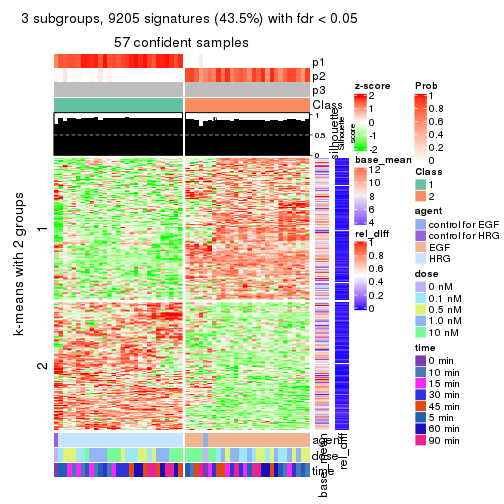 3 subgroups, 9205 signatures (43.5%) with fdr < 0.05
57 confident samples
p1
p2
p3
Class
silhouette
Silhouette
score
1
0.5
0
k-means with 2 groups
1
2
agent
dose
time
base_mean
rel_diff
z-score
2
1
0
-1
-2
base_mean
12
10
8
6
4
rel_diff
1
0.8
0.6
0.4
0.2
0
Prob
1
0.8
0.6
0.4
0.2
0
Class
1
2
agent
control for EGF
control for HRG
EGF
HRG
dose
0 nM
0.1 nM
0.5 nM
1.0 nM
10 nM
time
0 min
10 min
15 min
30 min
45 min
5 min
60 min
90 min